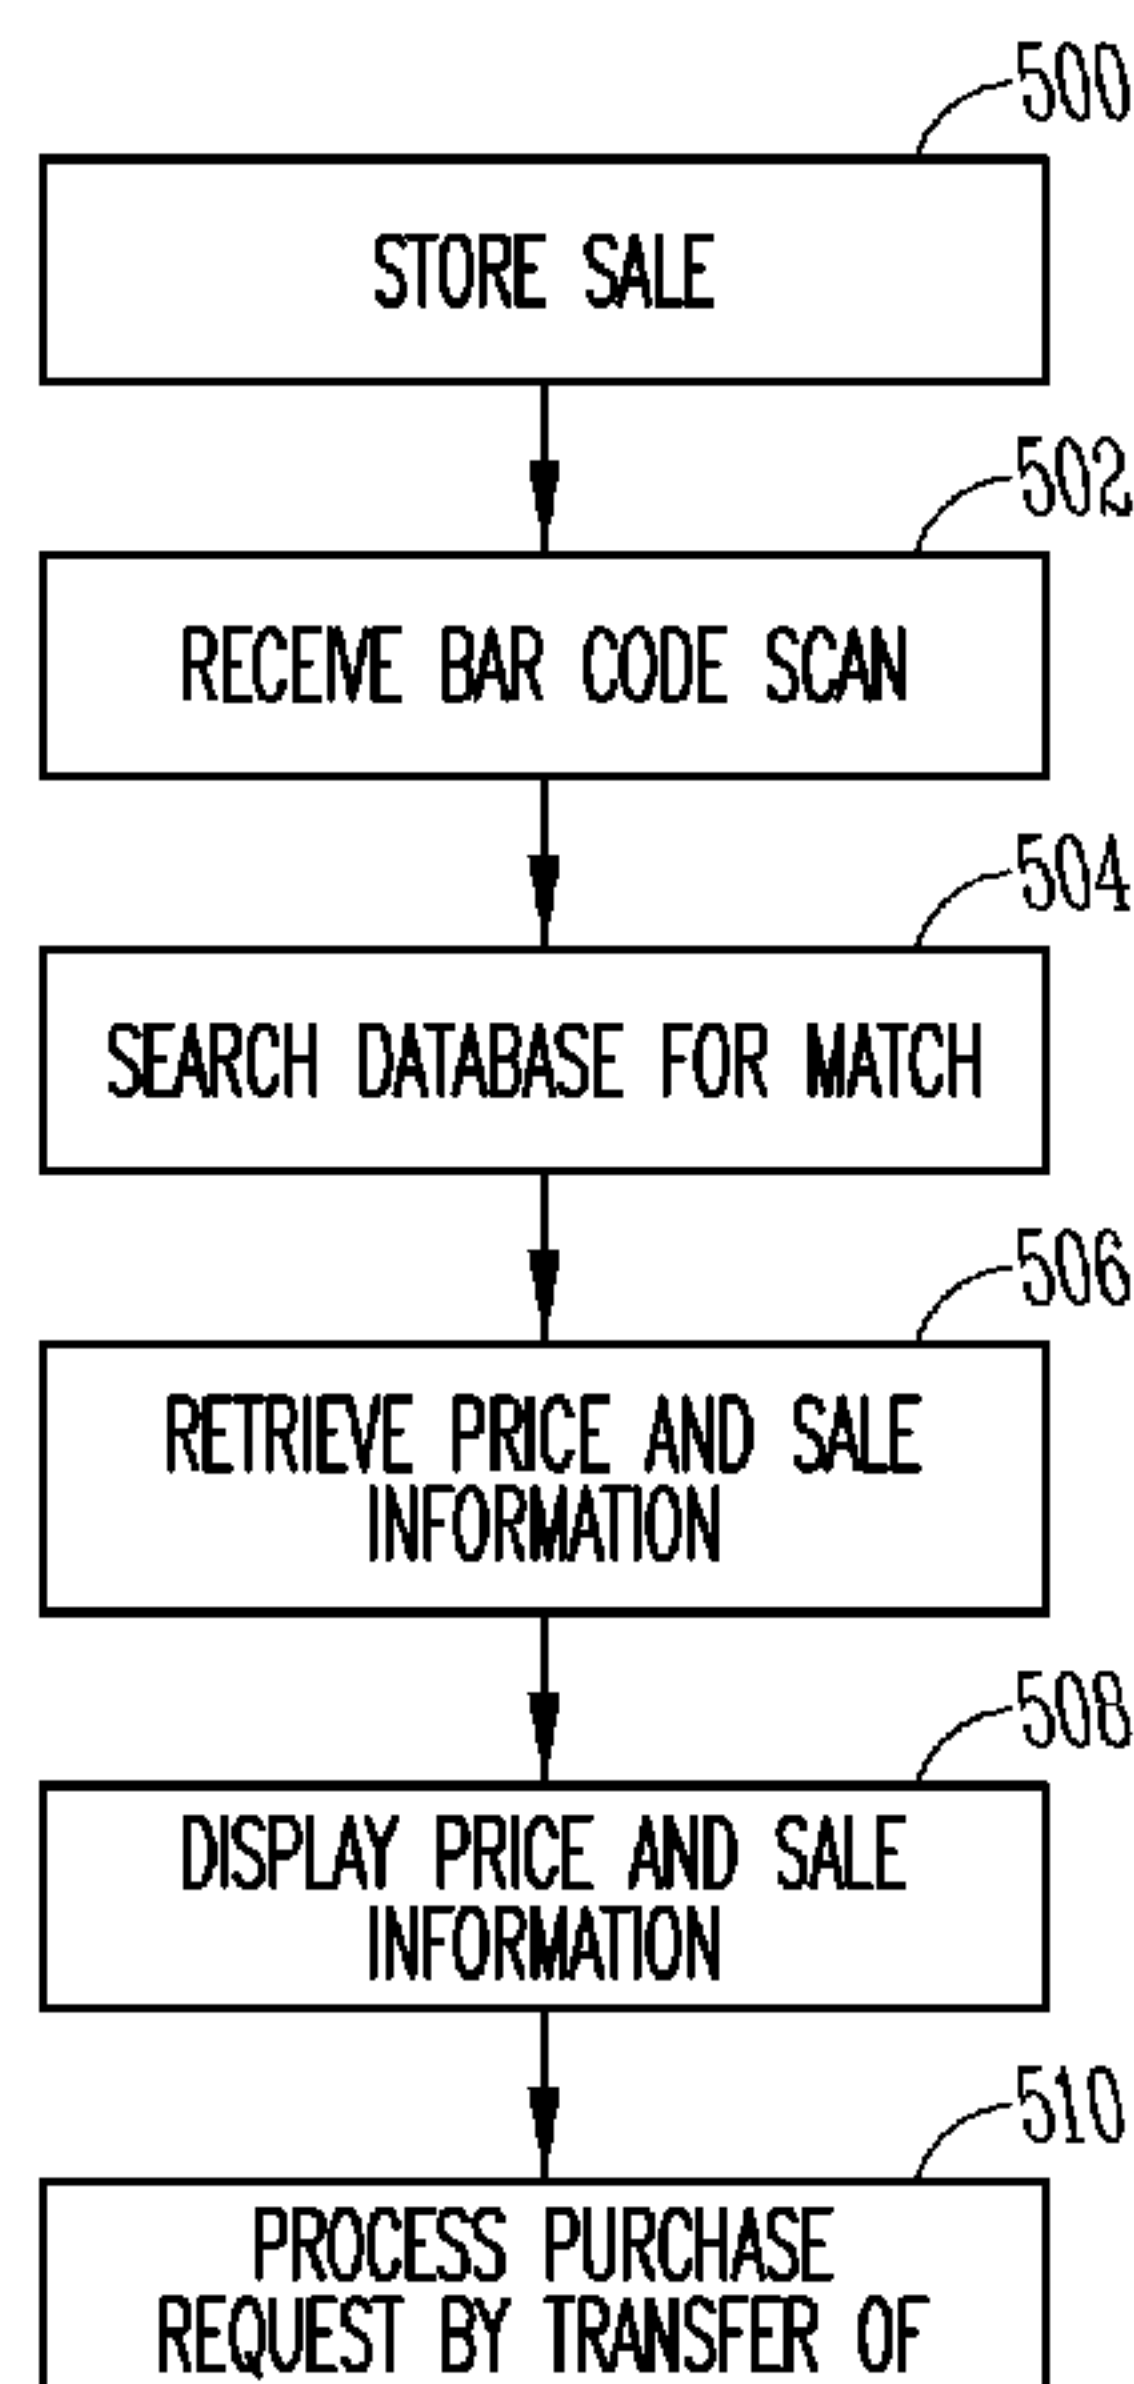 500
STORE SALE
502
RECEIVE BAR CODE SCAN
504
SEARCH DATABASE FOR MATCH
506
RETRIEVE PRICE AND SALE
INFORMATION
508
DISPLAY PRICE AND SALE
INFORMATION
510
PROCESS PURCHASE
REQUEST BY TRANSFER OF